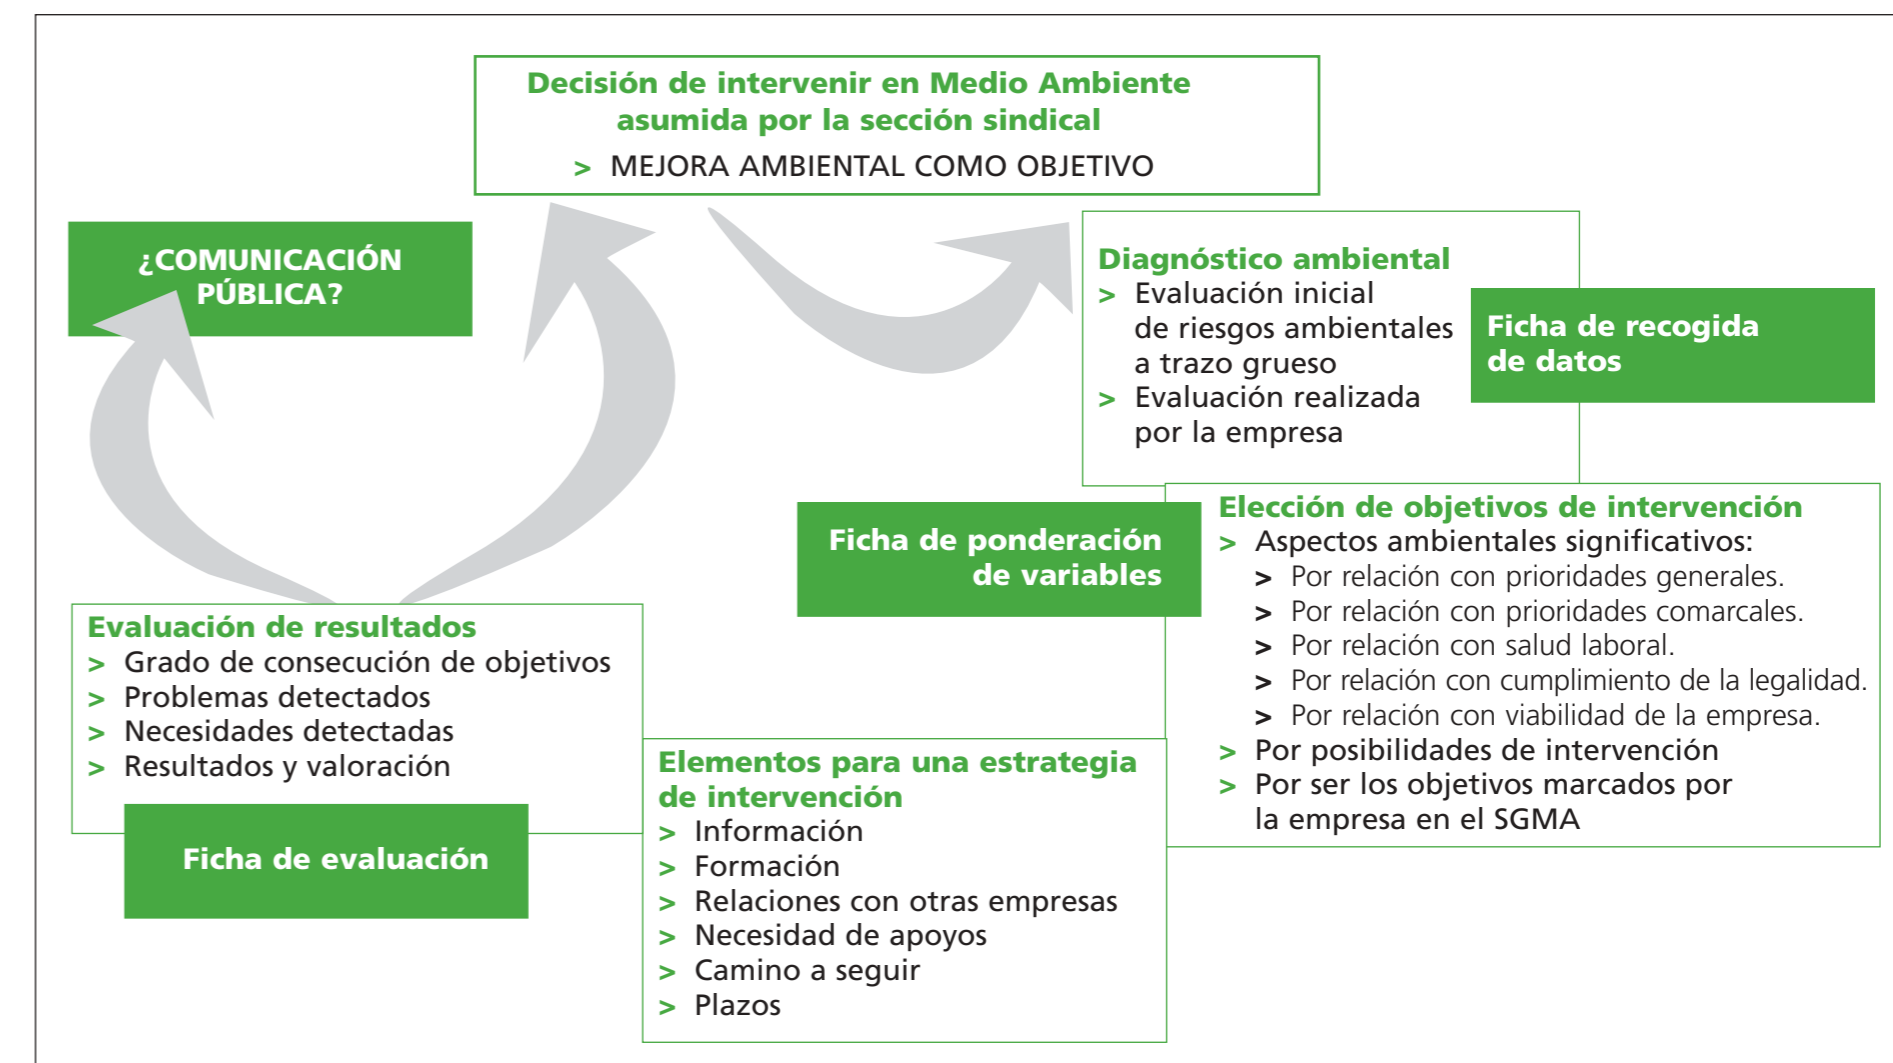 Decisión de intervenir en Medio Ambiente
asumida por la sección sindical
> MEJORA AMBIENTAL COMO OBJETIVO
¿COMUNICACIÓN
PÚBLICA?
Diagnóstico ambiental
> Evaluación inicial
de riesgos ambientales
a trazo grueso
> Evaluación realizada
por la empresa
Ficha de recogida
de datos
Ficha de ponderación
de variables
Elección de objetivos de intervención
> Aspectos ambientales significativos:
> Por relación con prioridades generales.
> Por relación con prioridades comarcales.
> Por relación con salud laboral.
> Por relación con cumplimiento de la legalidad.
> Por relación con viabilidad de la empresa.
> Por posibilidades de intervención
> Por ser los objetivos marcados por
la empresa en el SGMA
Elementos para una estrategia
de intervención
> Información
> Formación
> Relaciones con otras empresas
> Necesidad de apoyos
> Camino a seguir
> Plazos
Evaluación de resultados
> Grado de consecución de objetivos
> Problemas detectados
> Necesidades detectadas
> Resultados y valoración
Ficha de evaluación